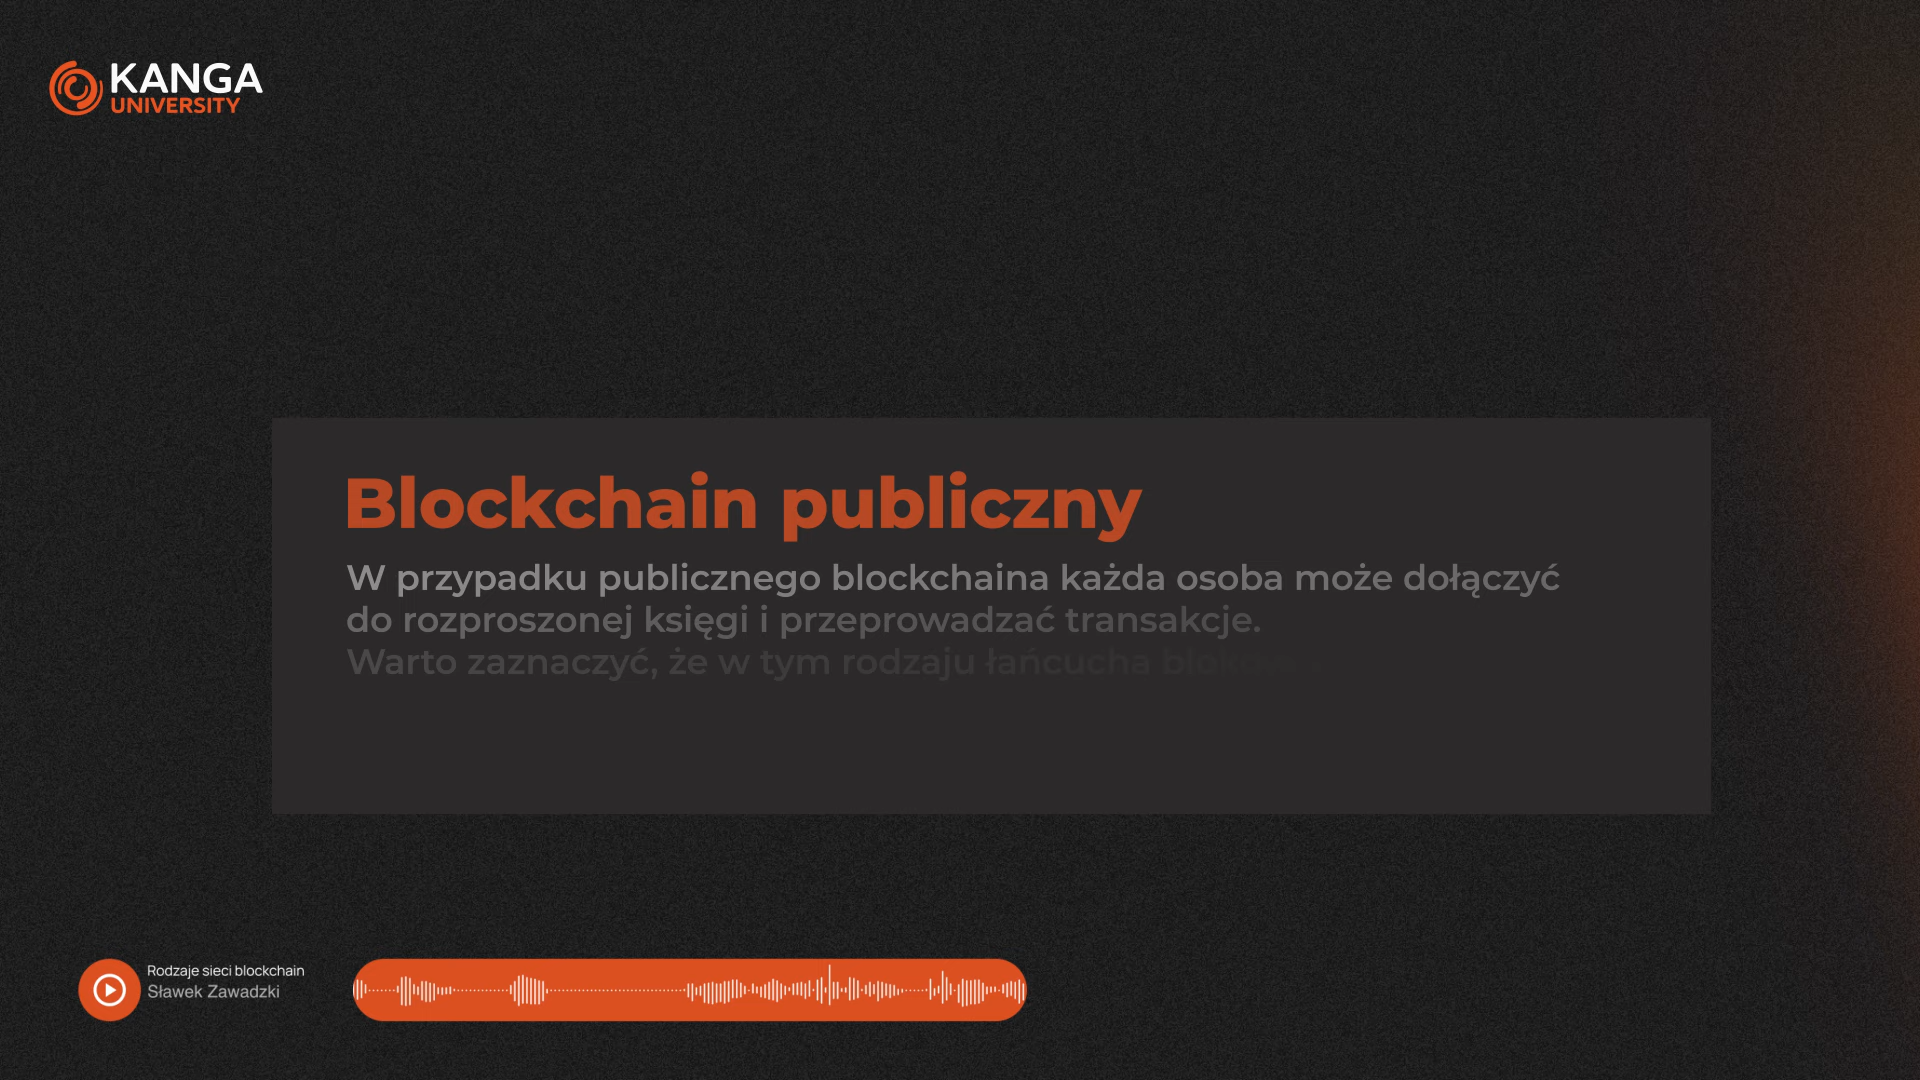 KANGA
UNIVERSITY
Blockchain publiczny
W przypadku publicznego blockchaina każda osoba może dołączyć
do rozproszonej księgi i przeprowadzać transakcje.
Warto zaznaczyć, że w tym rodzaju łańcucha
Rodzaje sieci blockchain
Sławek Zawadzki